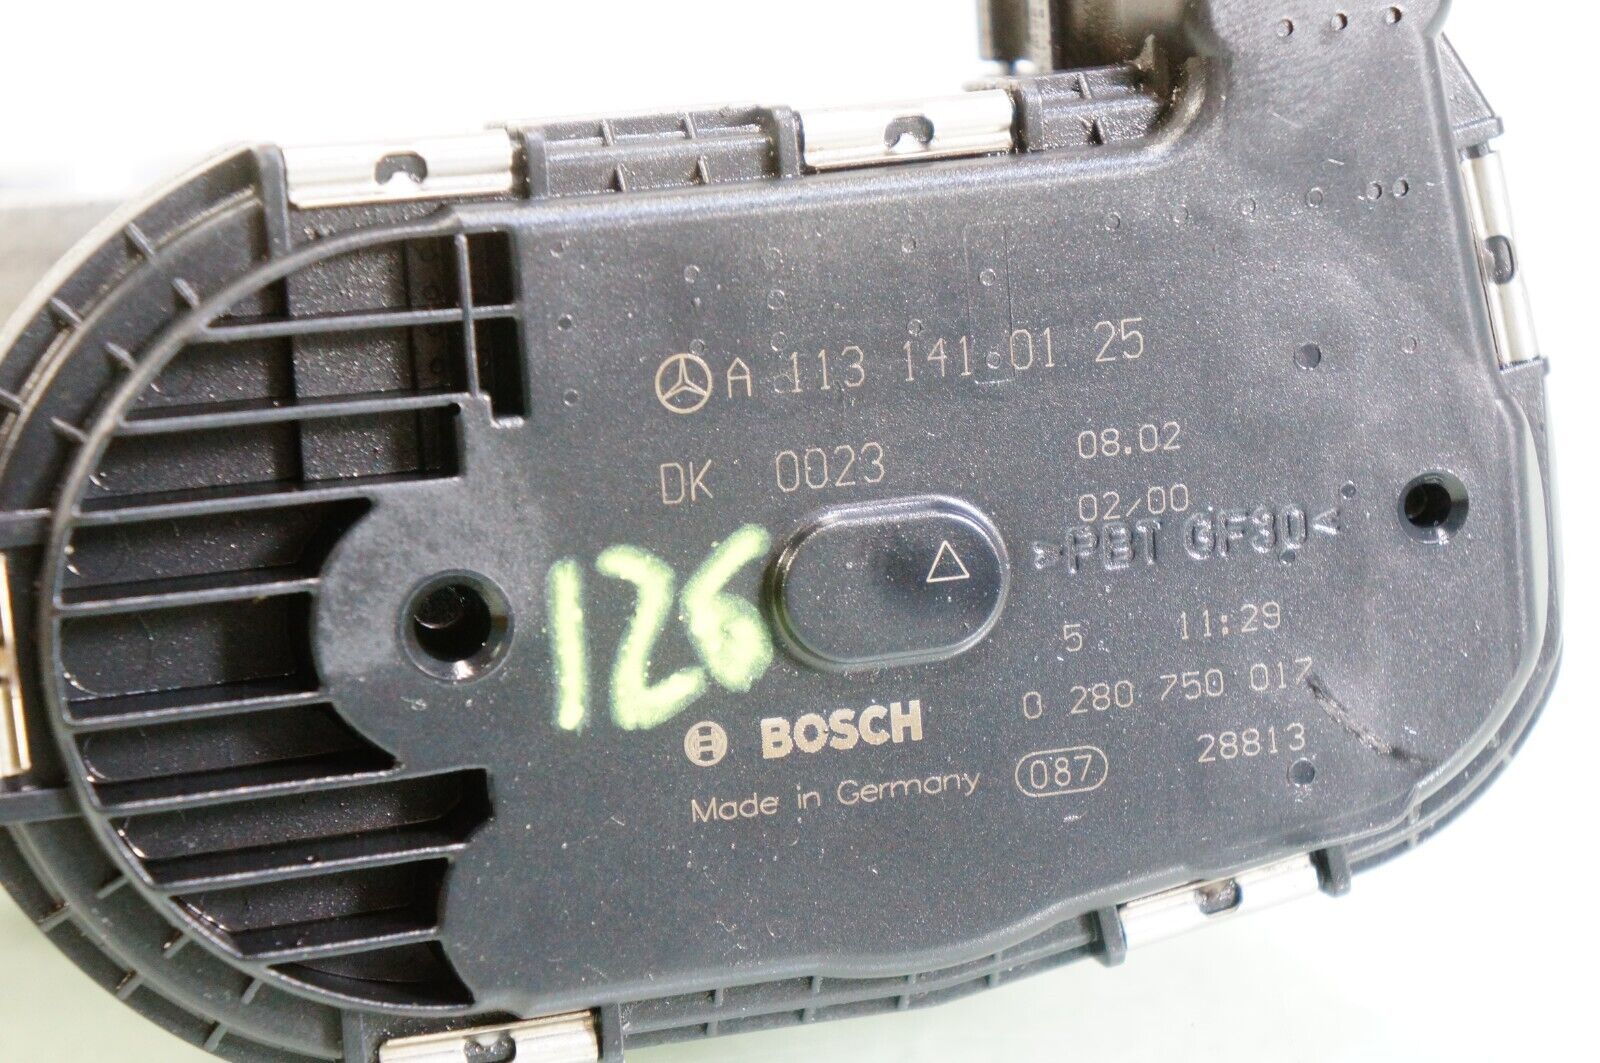 A 113 141 01 25
DK 0023
08.02
02/00
>PBT GF30<
126
5 11:29
0 280 750 017
BOSCH
28813
Made in Germany
087